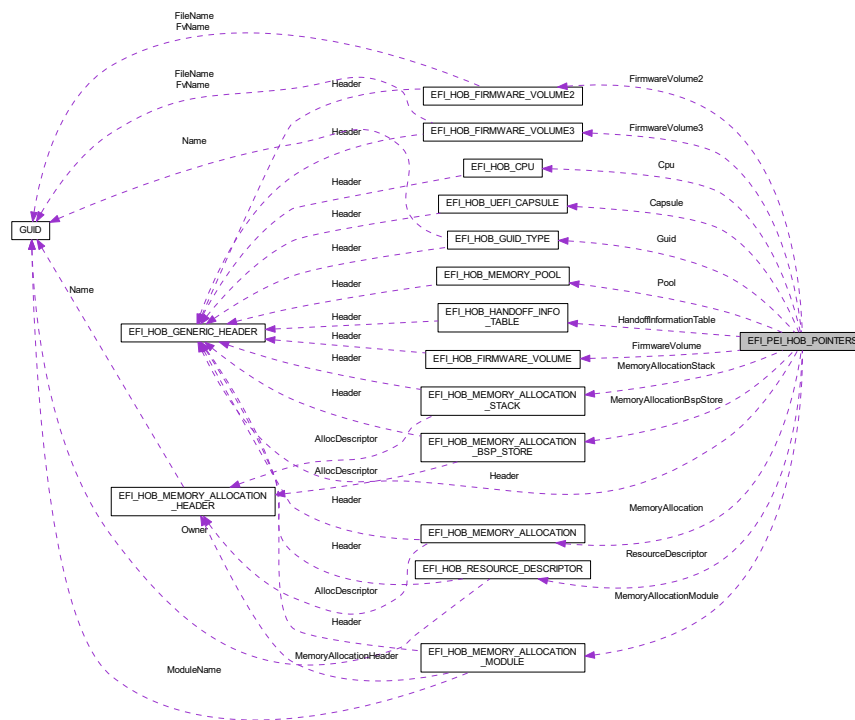 FileName
FvName
FirmwareVolume2
FileName
FvName
Header
EFI_HOB_FIRMWARE_VOLUME2
FirmwareVolume3
Name
Header
EFI_HOB_FIRMWARE_VOLUME3
Cpu
Header
EFI_HOB_CPU
Capsule
Header
EFI_HOB_UEFI_CAPSULE
GUID
Guid
Header
EFI_HOB_GUID_TYPE
Name
Header
EFI_HOB_MEMORY_POOL
Pool
Header
EFI_HOB_HANDOFF_INFO
_TABLE
HandoffInformationTable
EFI_HOB_GENERIC_HEADER
Header
EFI_PEI_HOB_POINTERS
FirmwareVolume
Header
EFI_HOB_FIRMWARE_VOLUME
MemoryAllocationStack
Header
EFI_HOB_MEMORY_ALLOCATION
_STACK
MemoryAllocationBspStore
AllocDescriptor
EFI_HOB_MEMORY_ALLOCATION
_BSP_STORE
AllocDescriptor
Header
EFI_HOB_MEMORY_ALLOCATION
_HEADER
Header
MemoryAllocation
Owner
EFI_HOB_MEMORY_ALLOCATION
Header
ResourceDescriptor
EFI_HOB_RESOURCE_DESCRIPTOR
AllocDescriptor
MemoryAllocationModule
Header
MemoryAllocationHeader
EFI_HOB_MEMORY_ALLOCATION
_MODULE
ModuleName